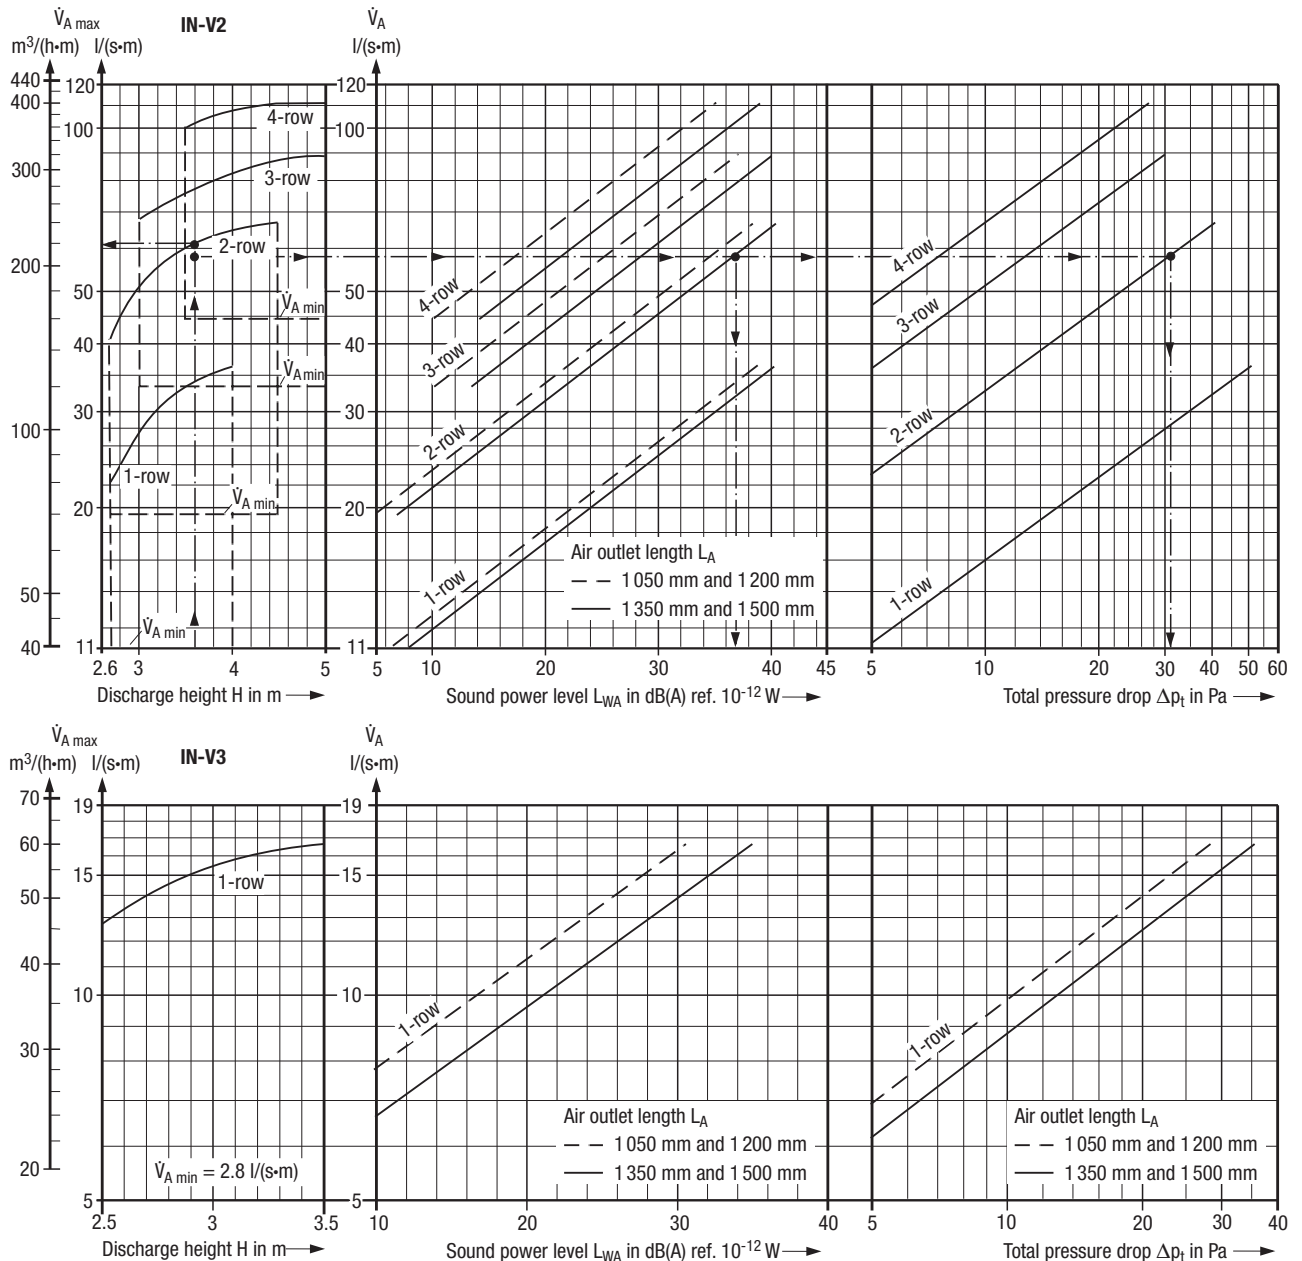 V̇A max
IN-V2
V̇A
m³/(h•m) l/(s•m)
l/(s•m)
440
400
300
200
100
50
40
120
100
50
40
30
20
11
4-row
3-row
2-row
1-row
V̇A min
V̇A min
V̇A min
V̇A min
2.6 3 4 5
Discharge height H in m
120
100
50
40
30
20
11
4-row
3-row
2-row
1-row
Air outlet length LA
1 050 mm and 1 200 mm
1 350 mm and 1 500 mm
5 10 20 30 40 45
Sound power level LWA in dB(A) ref. 10-12 W
4-row
3-row
2-row
1-row
5 10 20 30 40 50 60
Total pressure drop Δpt in Pa
V̇A max
IN-V3
V̇A
m³/(h•m) l/(s•m)
l/(s•m)
70
60
50
40
30
20
19
15
10
5
1-row
V̇A min = 2.8 l/(s•m)
2.5 3 3.5
Discharge height H in m
19
15
10
5
1-row
Air outlet length LA
1 050 mm and 1 200 mm
1 350 mm and 1 500 mm
10 20 30 40
Sound power level LWA in dB(A) ref. 10-12 W
1-row
Air outlet length LA
1 050 mm and 1 200 mm
1 350 mm and 1 500 mm
5 10 20 30 40
Total pressure drop Δpt in Pa